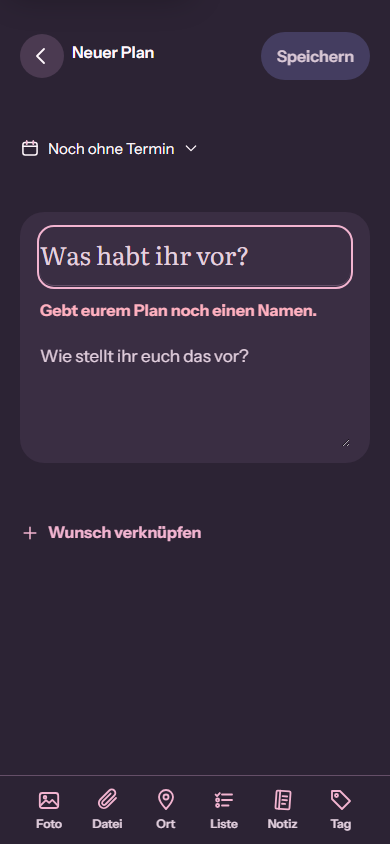 Neuer Plan
Speichern
Noch ohne Termin
Was habt ihr vor?
Gebt eurem Plan noch einen Namen.
Wie stellt ihr euch das vor?
Wunsch verknüpfen
Foto
Datei
Ort
Liste
Notiz
Tag